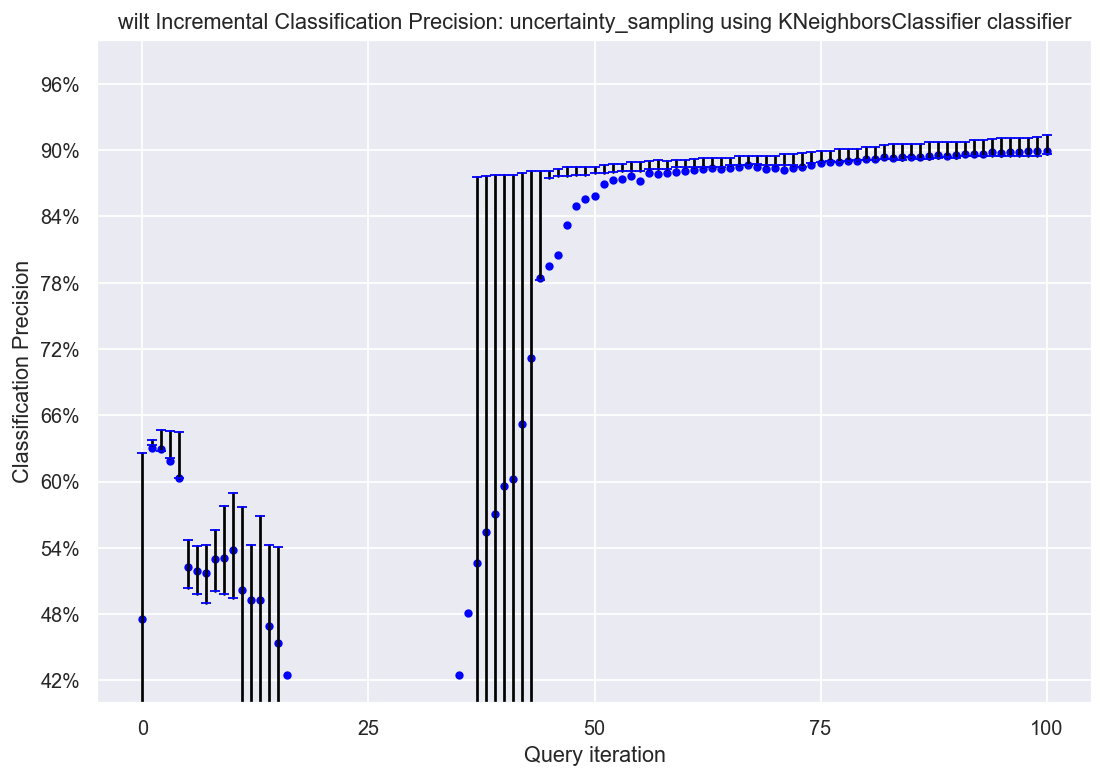 wilt Incremental Classification Precision: uncertainty_sampling using KNeighborsClassifier classifier
Classification Precision
96%
90%
84%
78%
72%
66%
60%
54%
48%
42%
0 25 50 75 100
Query iteration